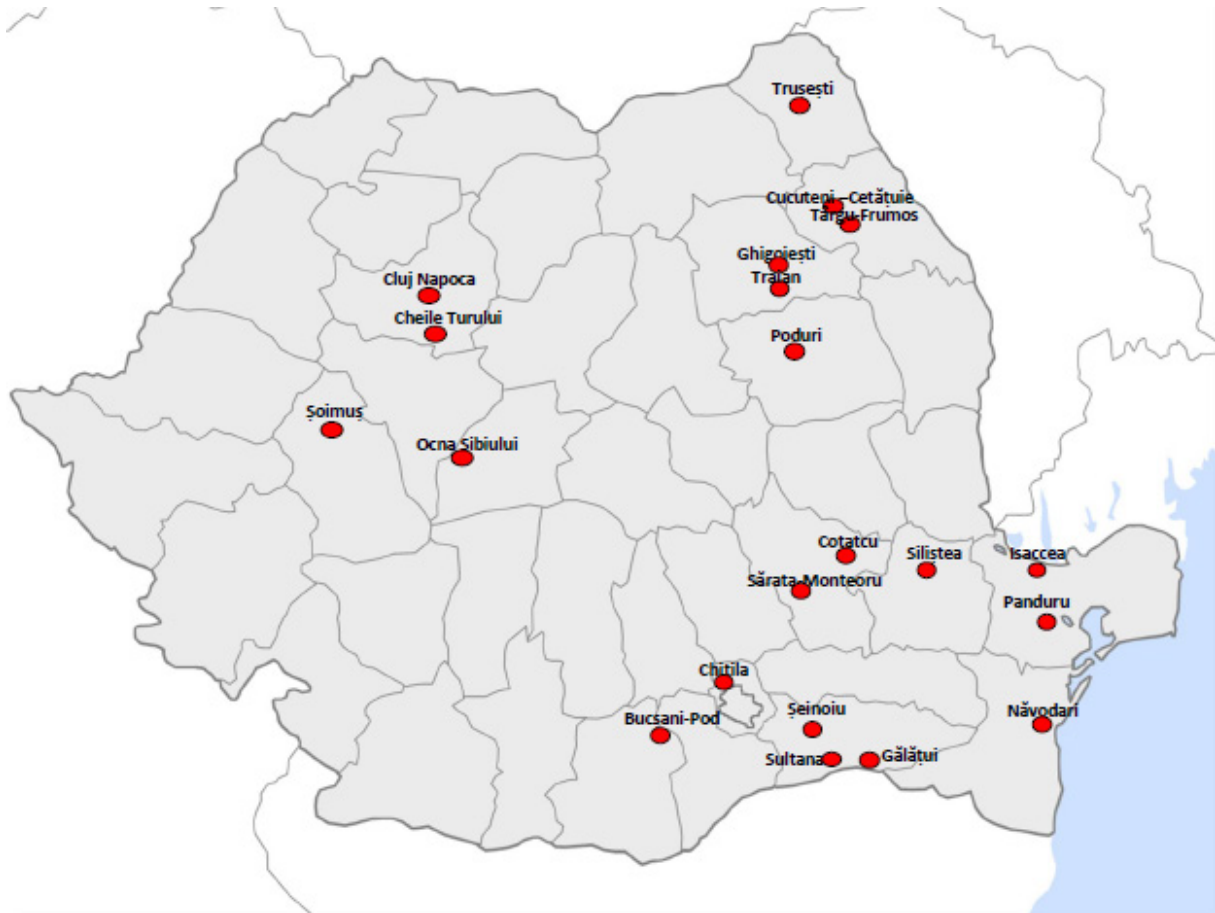 Trusești
Cucuteni –Cetățuie
Târgu-Frumos
Ghigoiești
Traian
Cluj Napoca
Cheile Turului
Poduri
Șoimuș
Ocna Sibiului
Cotatcu
Siliștea
Isaccea
Sărata-Monteoru
Panduru
Chitila
Șeinoiu
Năvodari
Bucsani-Pod
Sultana
Gălățui